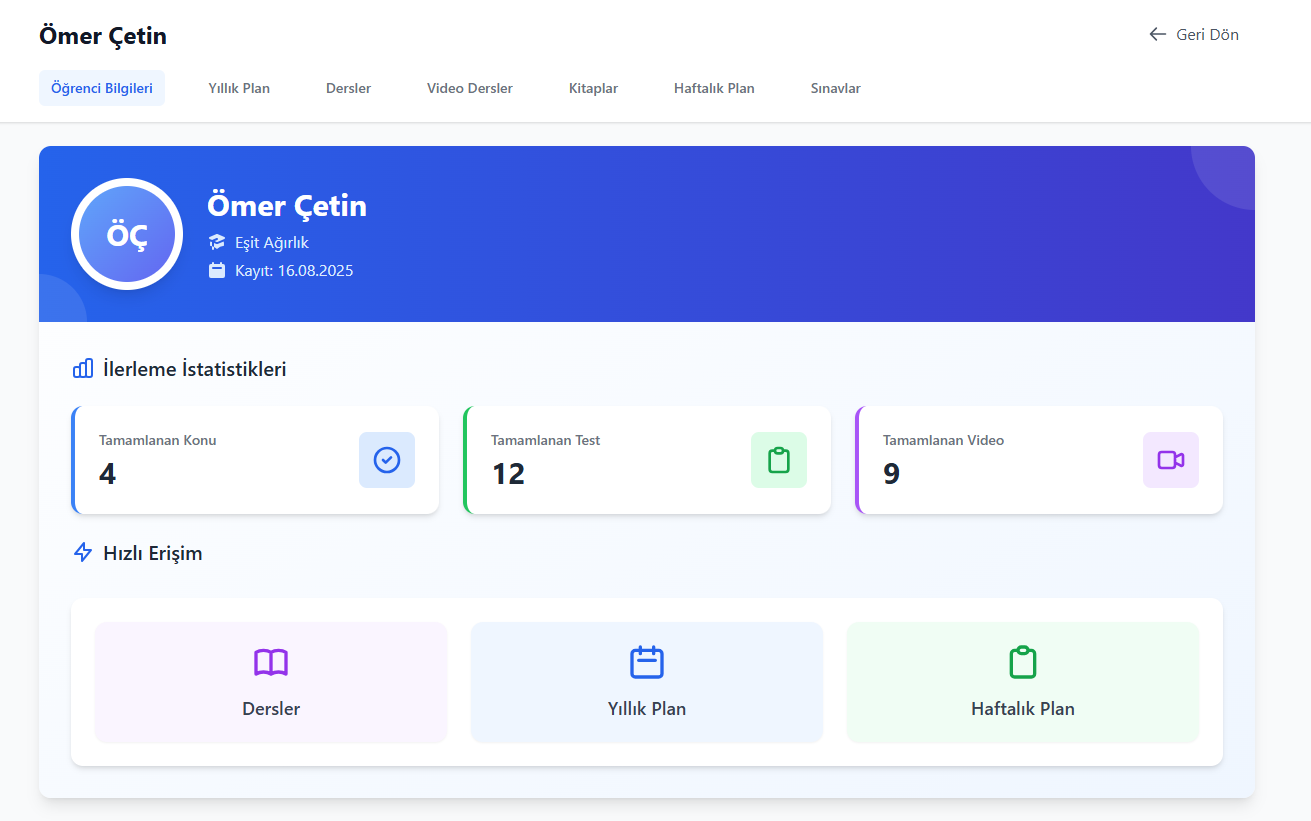 Ömer Çetin
Geri Dön
Öğrenci Bilgileri
Yıllık Plan
Dersler
Video Dersler
Kitaplar
Haftalık Plan
Sınavlar
ÖÇ
Ömer Çetin
Eşit Ağırlık
Kayıt: 16.08.2025
İlerleme İstatistikleri
Tamamlanan Konu
4
Tamamlanan Test
12
Tamamlanan Video
9
Hızlı Erişim
Dersler
Yıllık Plan
Haftalık Plan